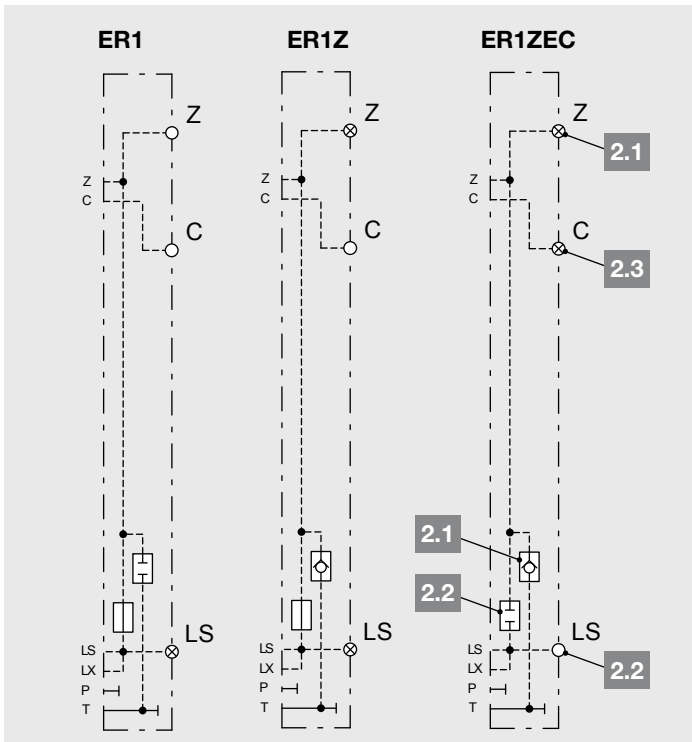 ER1 ER1Z ER1ZEC
Z Z Z
2.1
Z Z Z
C C C
C C C
2.3
2.1
2.2
LS LS LS
LS LS LS
2.2
LX LX LX
P P P
T T T